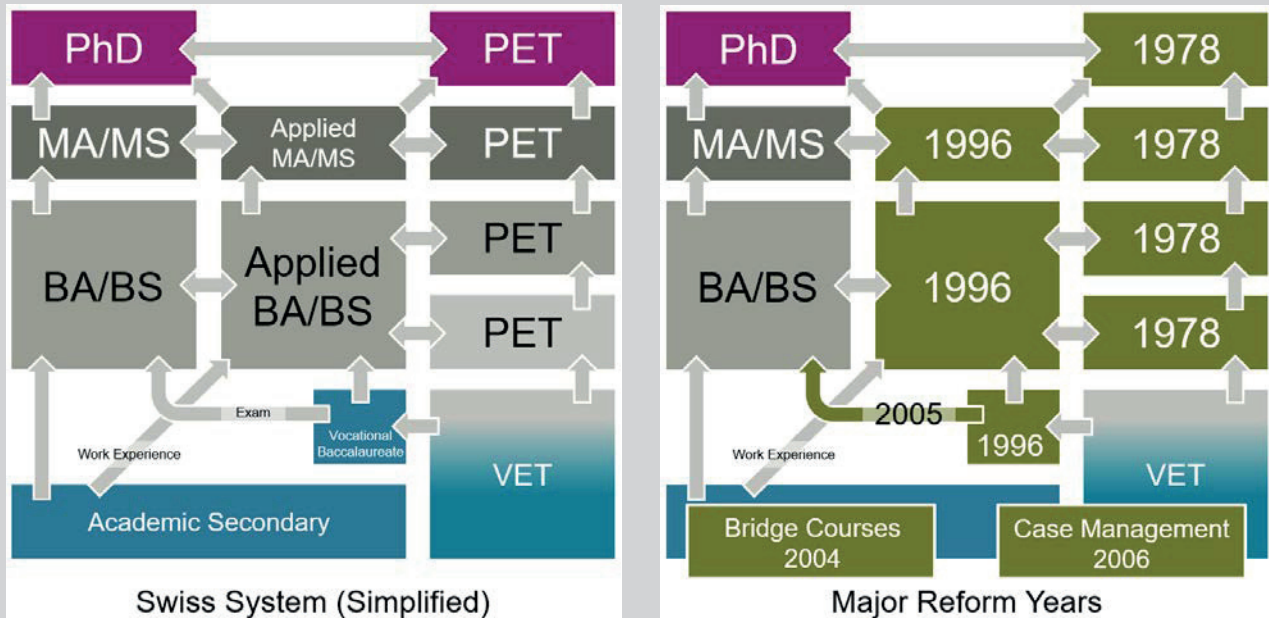 PhD
PET
MA/MS
Applied
MA/MS
PET
BA/BS
Applied
BA/BS
PET
PET
Exam
Vocational
Baccalaureate
Work Experience
VET
Academic Secondary
Swiss System (Simplified)
PhD
1978
MA/MS
1996
1978
BA/BS
1996
1978
1978
2005
1996
Work Experience
VET
Bridge Courses
2004
Case Management
2006
Major Reform Years